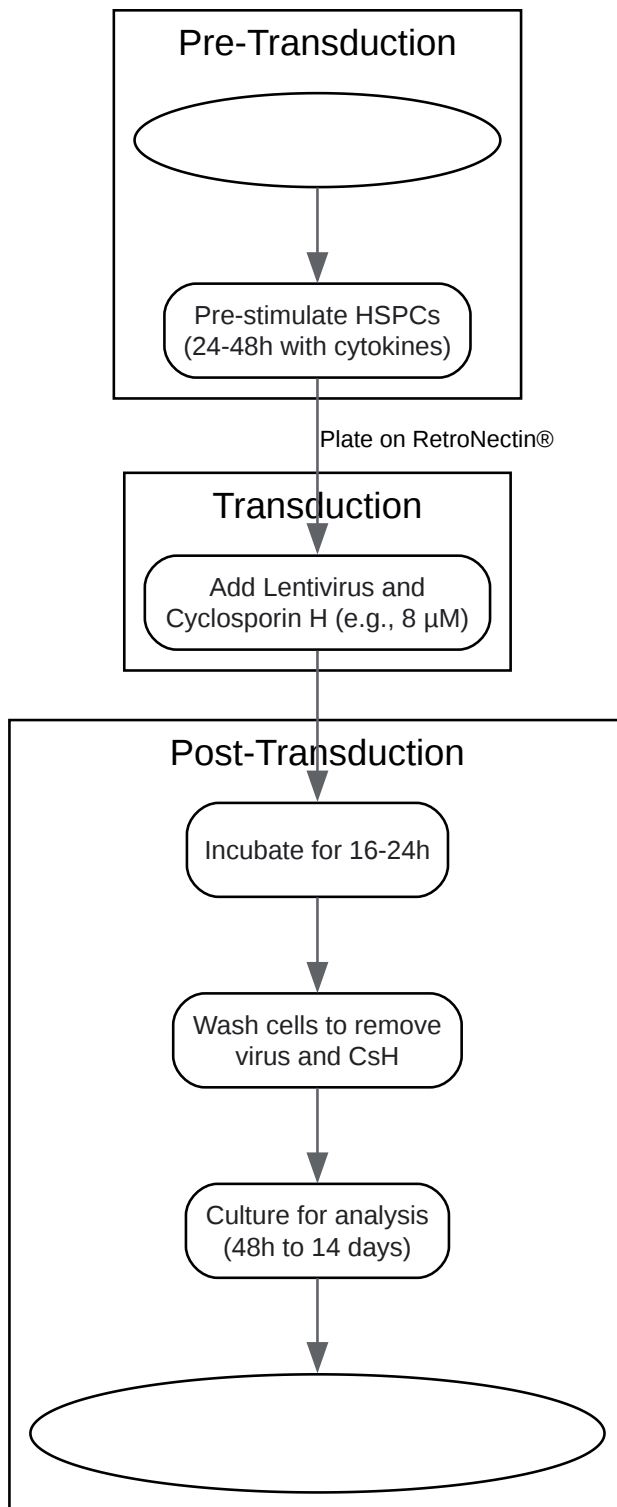 Pre-Transduction
Pre-stimulate HSPCs
(24-48h with cytokines)
Plate on RetroNectin®
Transduction
Add Lentivirus and
Cyclosporin H (e.g., 8 µM)
Post-Transduction
Incubate for 16-24h
Wash cells to remove
virus and CsH
Culture for analysis
(48h to 14 days)